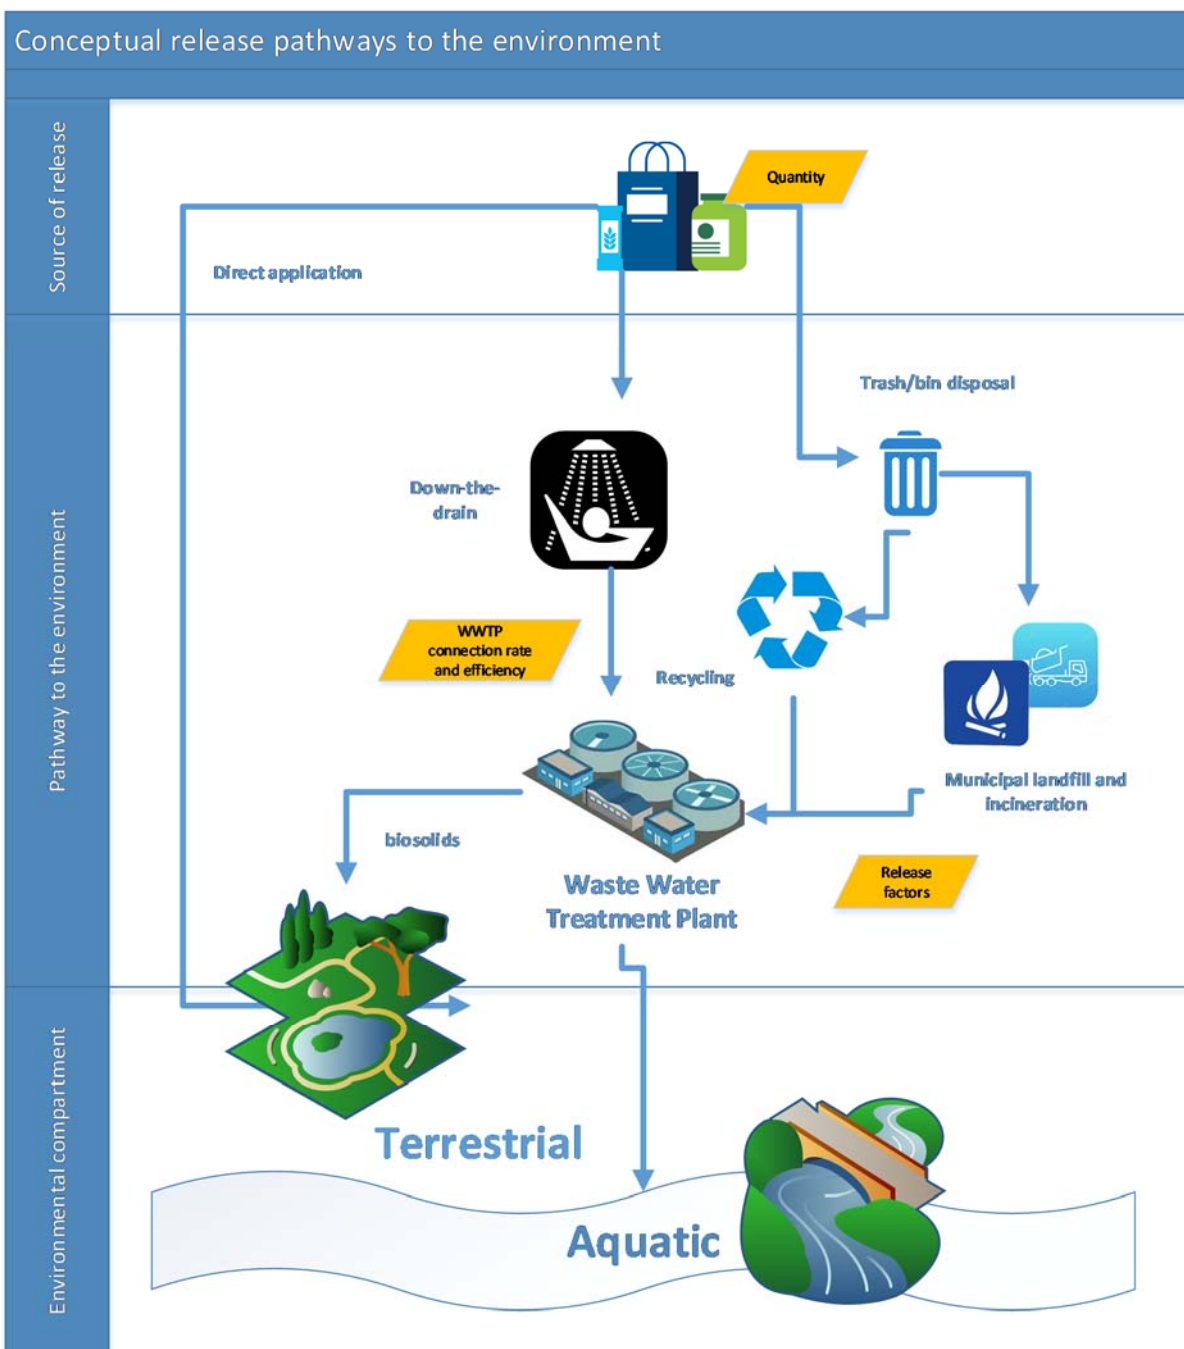 Conceptual release pathways to the environment
Source of release
Quantity
Direct application
Pathway to the environment
Trash/bin disposal
Down-the-
drain
WWTP
connection rate
and efficiency
Recycling
Municipal landfill and
incineration
biosolids
Release
factors
Waste Water
Treatment Plant
Environmental compartment
Terrestrial
Aquatic